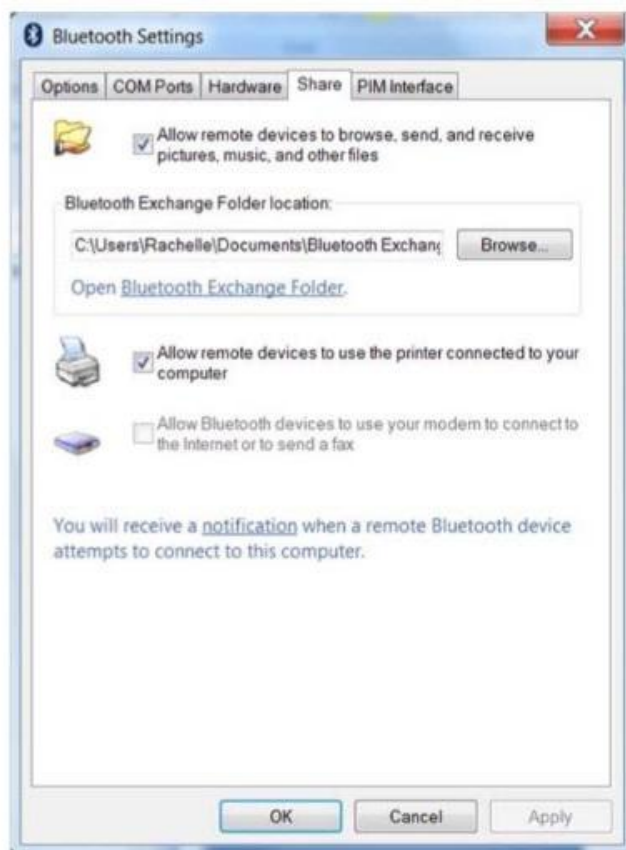 Bluetooth Settings
Options COM Ports Hardware Share PIM Interface
Allow remote devices to browse, send, and receive
pictures, music, and other files
Bluetooth Exchange Folder location:
C:\Users\Rachelle\Documents\Bluetooth Exchang
Browse...
Open Bluetooth Exchange Folder.
Allow remote devices to use the printer connected to your
computer
Allow Bluetooth devices to use your modem to connect to
the Internet or to send a fax
You will receive a notification when a remote Bluetooth device
attempts to connect to this computer.
OK Cancel Apply